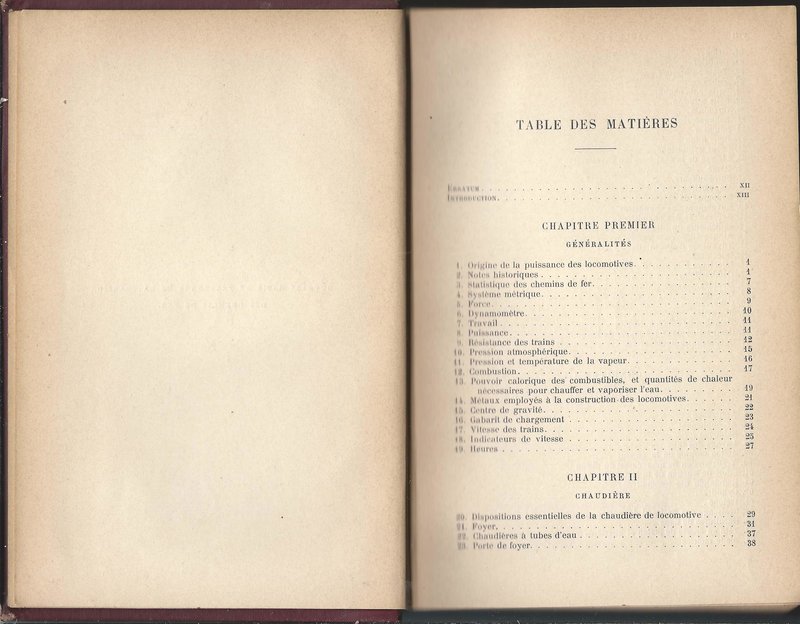 TABLE DES MATIÈRES
Erratum. . . . . . . . . . . . . . . . . . . . . . . . . . XII
Introduction. . . . . . . . . . . . . . . . . . . . . . . . XIII
CHAPITRE PREMIER
GÉNÉRALITÉS
1. Origine de la puissance des locomotives. . . . . . . . . . 1
2. Notes historiques . . . . . . . . . . . . . . . . . . . 1
3. Statistique des chemins de fer. . . . . . . . . . . . . . 7
4. Système métrique. . . . . . . . . . . . . . . . . . . . 8
5. Force. . . . . . . . . . . . . . . . . . . . . . . . . 9
6. Dynamomètre. . . . . . . . . . . . . . . . . . . . . . 10
7. Travail . . . . . . . . . . . . . . . . . . . . . . . . 11
8. Puissance. . . . . . . . . . . . . . . . . . . . . . . 11
9. Résistance des trains . . . . . . . . . . . . . . . . . . 12
10. Pression atmosphérique. . . . . . . . . . . . . . . . . 15
11. Pression et température de la vapeur. . . . . . . . . . . 16
12. Combustion. . . . . . . . . . . . . . . . . . . . . . 17
13. Pouvoir calorique des combustibles, et quantités de chaleur
nécessaires pour chauffer et vaporiser l'eau. . . . . . . . 19
14. Métaux employés à la construction des locomotives. . . . . . 21
15. Centre de gravité. . . . . . . . . . . . . . . . . . . . 22
16. Gabarit de chargement . . . . . . . . . . . . . . . . . 23
17. Vitesse des trains. . . . . . . . . . . . . . . . . . . . 24
18. Indicateurs de vitesse . . . . . . . . . . . . . . . . . 25
19. Heures . . . . . . . . . . . . . . . . . . . . . . . . 27
CHAPITRE II
CHAUDIÈRE
20. Dispositions essentielles de la chaudière de locomotive . . . . 29
21. Foyer. . . . . . . . . . . . . . . . . . . . . . . . . 31
22. Chaudières à tubes d'eau . . . . . . . . . . . . . . . . 37
23. Porte de foyer. . . . . . . . . . . . . . . . . . . . . 38